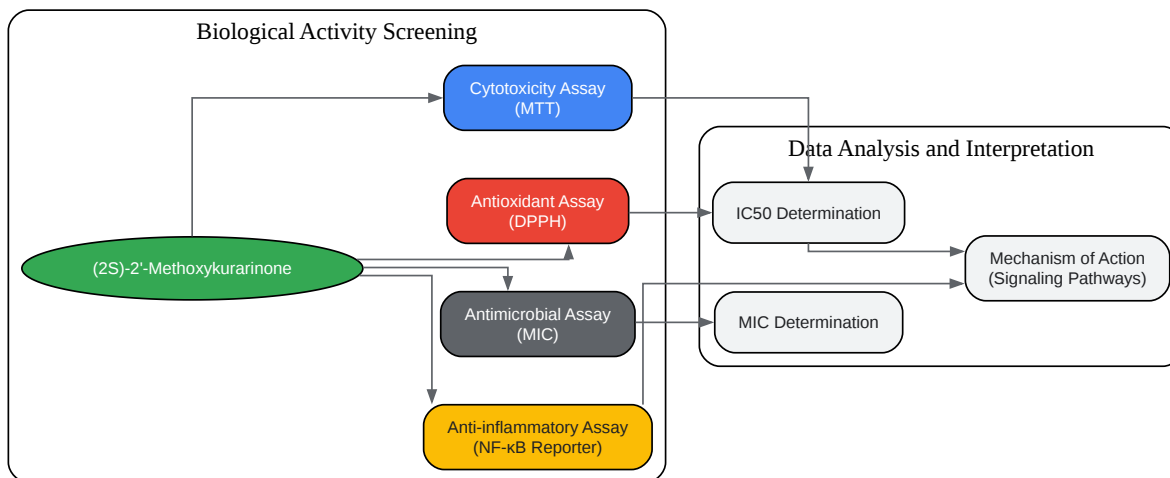 Biological Activity Screening
Cytotoxicity Assay
(MTT)
Data Analysis and Interpretation
Antioxidant Assay
(DPPH)
IC50 Determination
(2S)-2'-Methoxykurarinone
Mechanism of Action
(Signaling Pathways)
Antimicrobial Assay
(MIC)
MIC Determination
Anti-inflammatory Assay
(NF-κB Reporter)